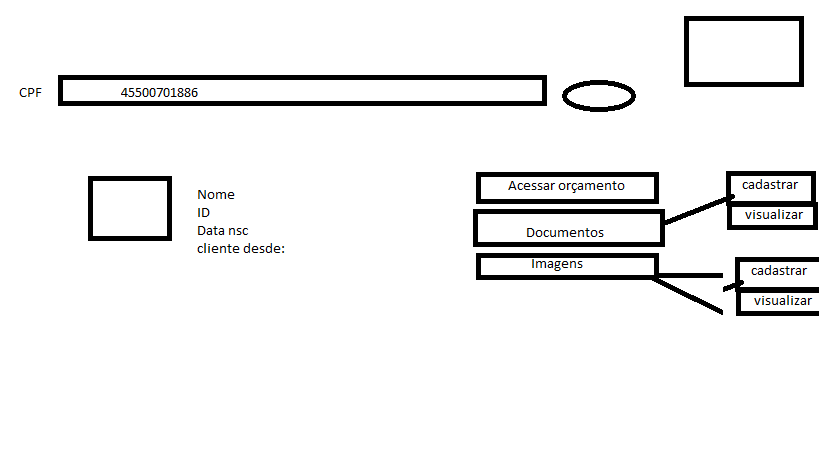 CPF 45500701886
Nome
ID
Data nsc
cliente desde:
Acessar orçamento
Documentos
Imagens
cadastrar
visualizar
cadastrar
visualizar